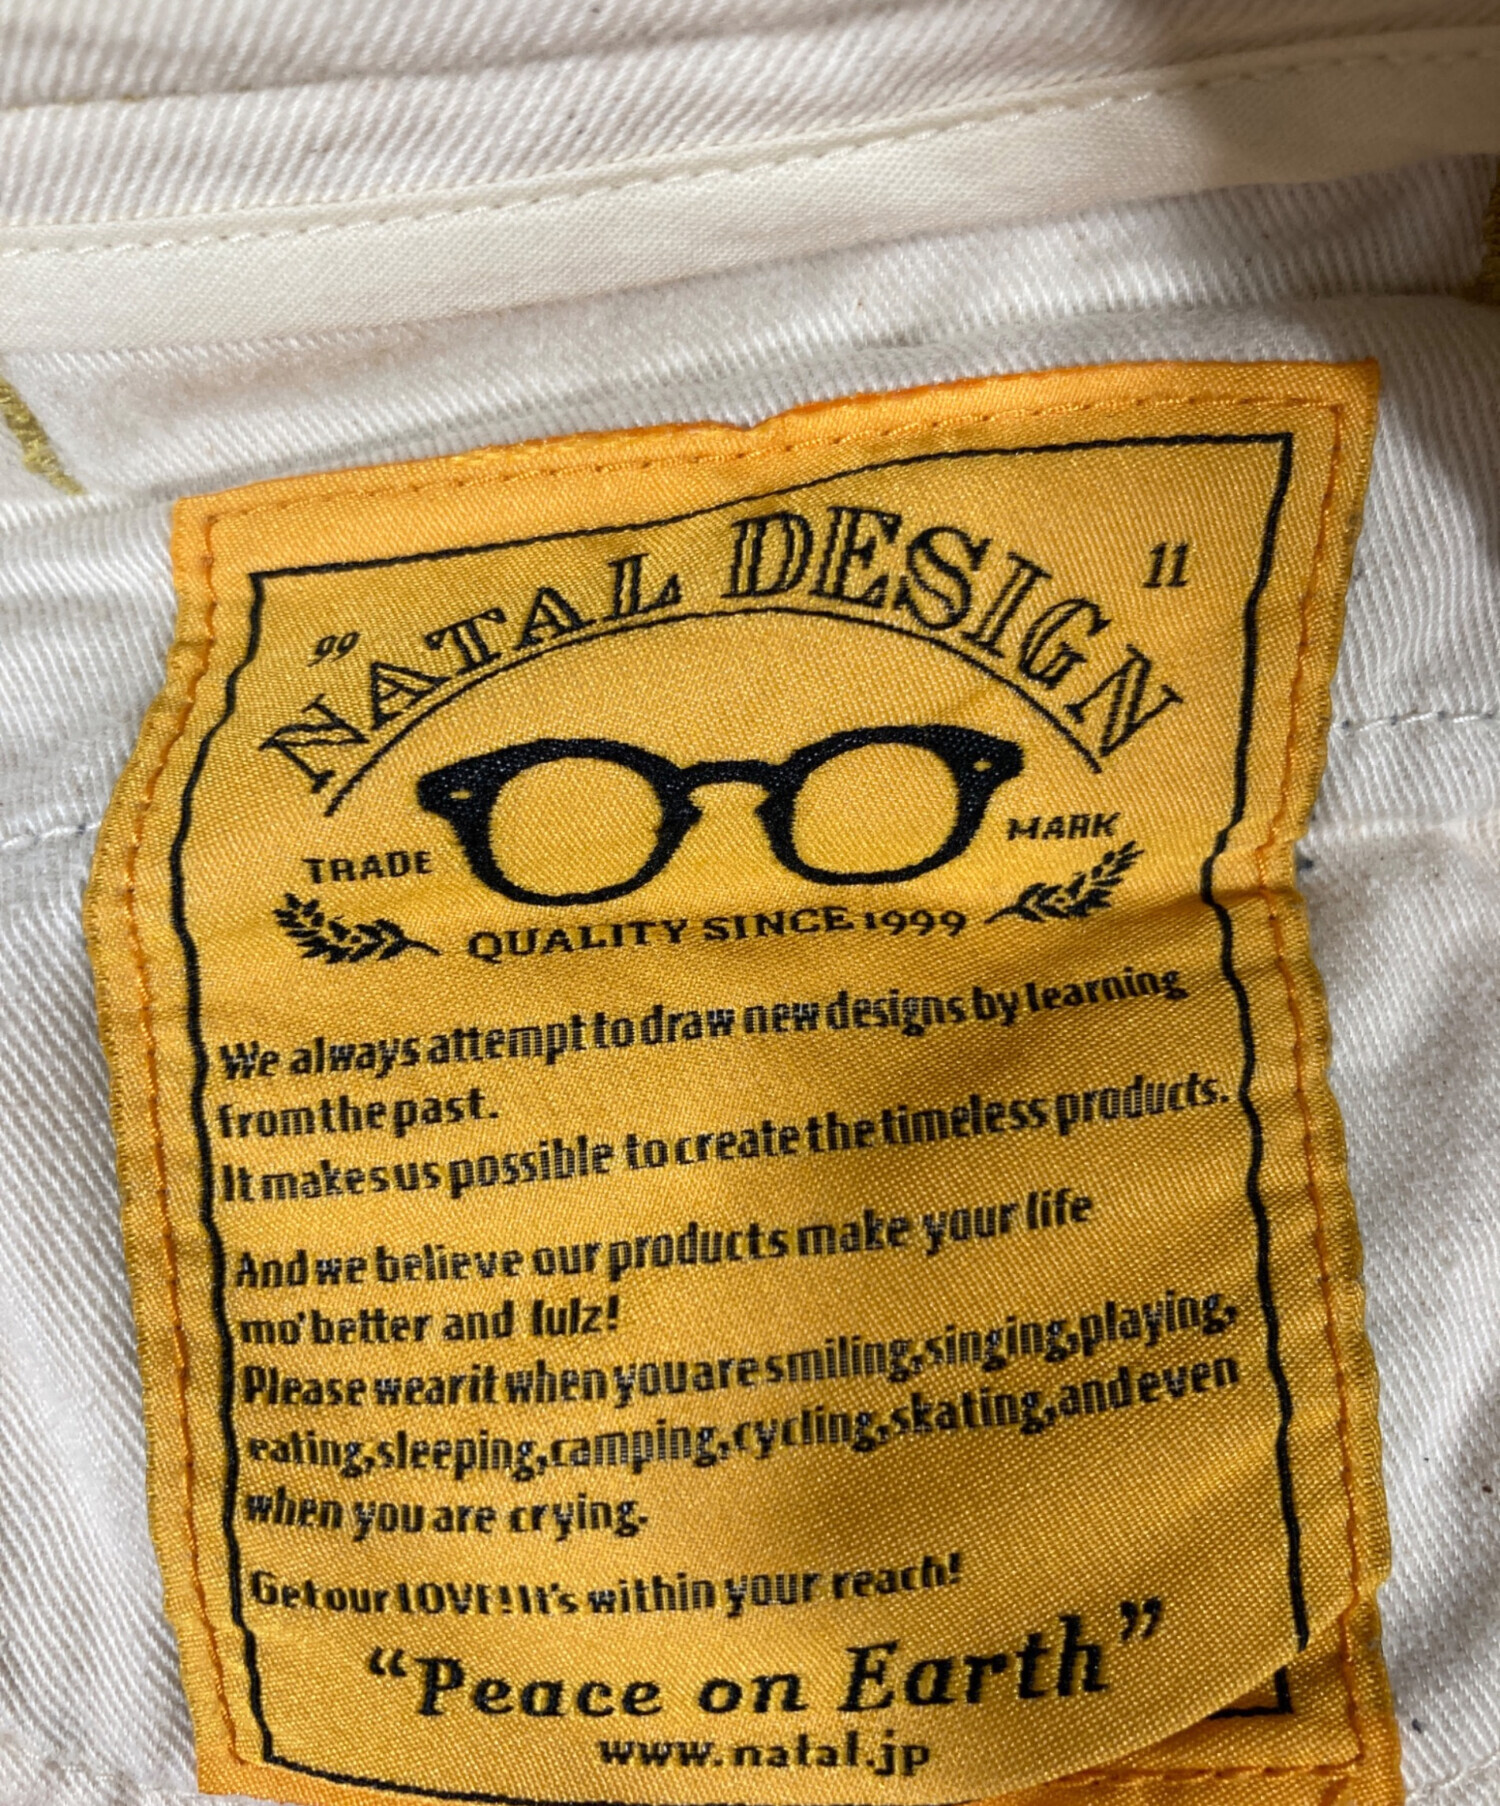 NATAL DESIGN
99 11
TRADE MARK
QUALITY SINCE 1999
We always attempt to draw new designs by learning
from the past.
It makes us possible to create the timeless products.
And we believe our products make your life
mo' better and lulz!
Please wear it when you are smiling, singing, playing,
eating, sleeping, camping, cycling, skating, and even
when you are crying.
Get our LOVE! It's within your reach!
“Peace on Earth”
www.natal.jp